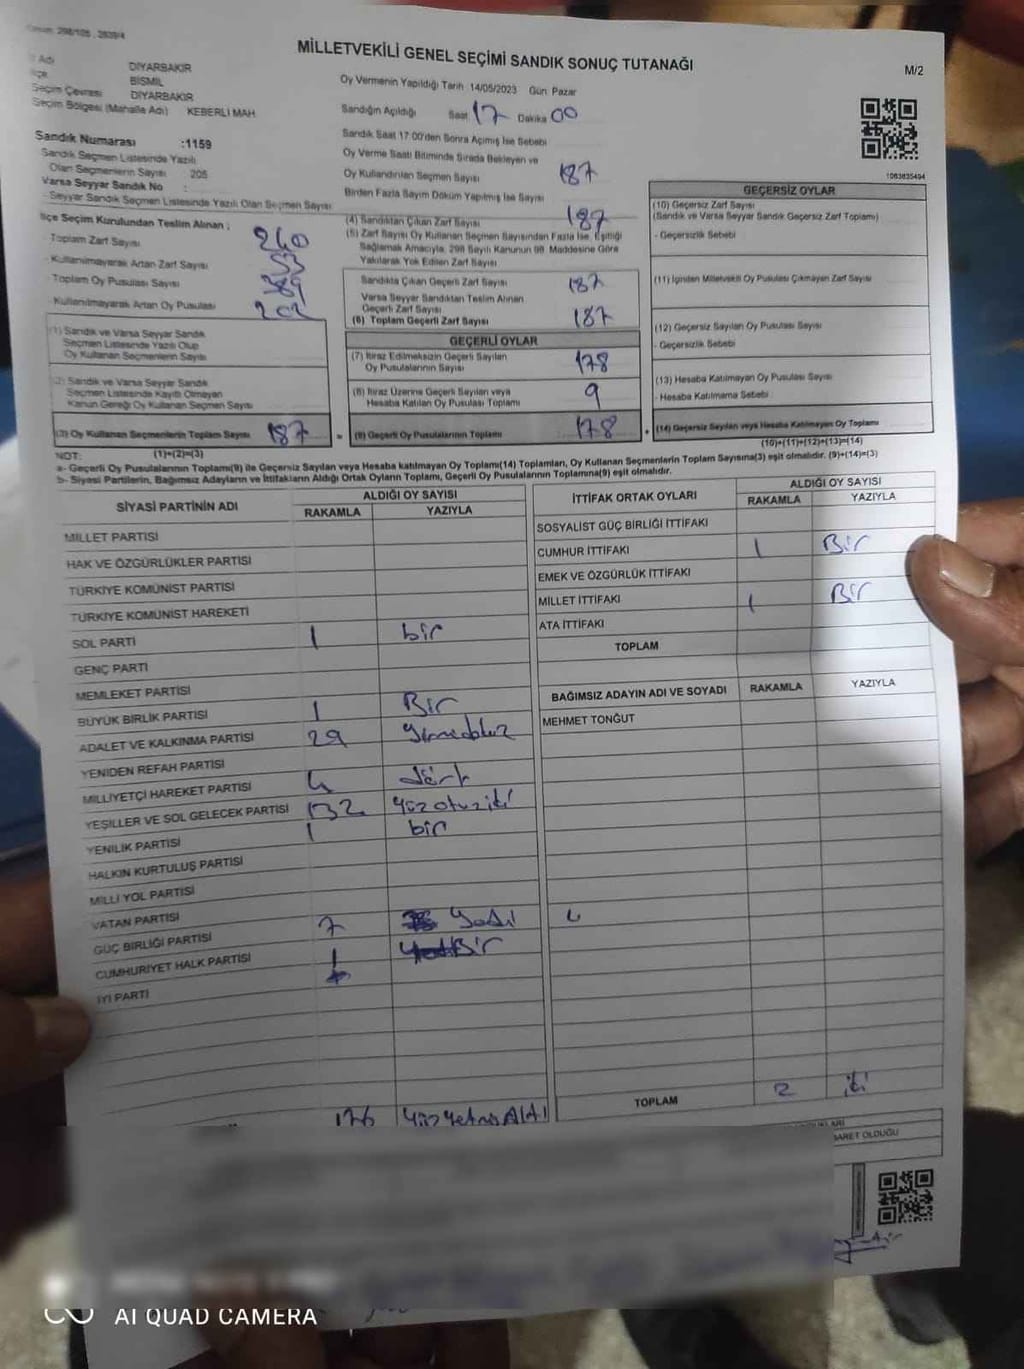 Kanun: 298/105 , 2839/4
MİLLETVEKİLİ GENEL SEÇİMİ SANDIK SONUÇ TUTANAĞI
M/2
İl Adı DİYARBAKIR
İlçe BİSMİL
Seçim Çevresi DİYARBAKIR
Seçim Bölgesi (Mahalle Adı) KEBERLİ MAH.
Sandık Numarası :1159
Sandık Seçmen Listesinde Yazılı
Olan Seçmenlerin Sayısı : 205
Varsa Seyyar Sandık No :
Seyyar Sandık Seçmen Listesinde Yazılı Olan Seçmen Sayısı
Oy Vermenin Yapıldığı Tarih 14/05/2023 Gün: Pazar
Sandığın Açıldığı Saat 17 Dakika 00
Sandık Saat 17:00'den Sonra Açılmış İse Sebebi
Oy Verme Saati Bitiminde Sırada Bekleyen ve
Oy Kullandırılan Seçmen Sayısı 187
Birden Fazla Sayım Döküm Yapılmış İse Sayısı
1063835494
İlçe Seçim Kurulundan Teslim Alınan ;
Toplam Zarf Sayısı 240
- Kullanılmayarak Artan Zarf Sayısı 53
Toplam Oy Pusulası Sayısı 389
- Kullanılmayarak Artan Oy Pusulası 202
(1) Sandık ve Varsa Seyyar Sandık
Seçmen Listesinde Yazılı Olup
Oy Kullanan Seçmenlerin Sayısı
(2) Sandık ve Varsa Seyyar Sandık
Seçmen Listesinde Kayıtlı Olmayan
Kanun Gereği Oy Kullanan Seçmen Sayısı
(3) Oy Kullanan Seçmenlerin Toplam Sayısı 187
(1)+(2)=(3)
(4) Sandıktan Çıkan Zarf Sayısı 187
(5) Zarf Sayısı Oy Kullanan Seçmen Sayısından Fazla İse, Eşitliği
Sağlamak Amacıyla, 298 Sayılı Kanunun 98. Maddesine Göre
Yakılarak Yok Edilen Zarf Sayısı
Sandıkta Çıkan Geçerli Zarf Sayısı 187
Varsa Seyyar Sandıktan Teslim Alınan
Geçerli Zarf Sayısı
(6) Toplam Geçerli Zarf Sayısı 187
GEÇERLİ OYLAR
(7) İtiraz Edilmeksizin Geçerli Sayılan
Oy Pusulalarının Sayısı 178
(8) İtiraz Üzerine Geçerli Sayılan veya
Hesaba Katılan Oy Pusulası Toplamı 9
= (9) Geçerli Oy Pusulalarının Toplamı 178
GEÇERSİZ OYLAR
(10) Geçersiz Zarf Sayısı
(Sandık ve Varsa Seyyar Sandık Geçersiz Zarf Toplamı)
- Geçersizlik Sebebi
(11) İçinden Milletvekili Oy Pusulası Çıkmayan Zarf Sayısı
(12) Geçersiz Sayılan Oy Pusulası Sayısı
- Geçersizlik Sebebi
(13) Hesaba Katılmayan Oy Pusulası Sayısı
- Hesaba Katılmama Sebebi
+ (14) Geçersiz Sayılan veya Hesaba Katılmayan Oy Toplamı
(10)+(11)+(12)+(13)=(14)
NOT:
a- Geçerli Oy Pusulalarının Toplamı(9) ile Geçersiz Sayılan veya Hesaba katılmayan Oy Toplamı(14) Toplamları, Oy Kullanan Seçmenlerin Toplam Sayısına(3) eşit olmalıdır. (9)+(14)=(3)
b- Siyasi Partilerin, Bağımsız Adayların ve İttifakların Aldığı Ortak Oyların Toplamı, Geçerli Oy Pusulalarının Toplamına(9) eşit olmalıdır.
SİYASİ PARTİNİN ADI
ALDIĞI OY SAYISI
RAKAMLA YAZIYLA
MİLLET PARTİSİ
HAK VE ÖZGÜRLÜKLER PARTİSİ
TÜRKİYE KOMÜNİST PARTİSİ
TÜRKİYE KOMÜNİST HAREKETİ
SOL PARTİ 1 bir
GENÇ PARTİ
MEMLEKET PARTİSİ
BÜYÜK BİRLİK PARTİSİ 1 Bir
ADALET VE KALKINMA PARTİSİ 29 Yirmidokuz
YENİDEN REFAH PARTİSİ
MİLLİYETÇİ HAREKET PARTİSİ 4 dört
YEŞİLLER VE SOL GELECEK PARTİSİ 132 Yüzotuziki
YENİLİK PARTİSİ 1 bir
HALKIN KURTULUŞ PARTİSİ
MİLLİ YOL PARTİSİ
VATAN PARTİSİ
GÜÇ BİRLİĞİ PARTİSİ 7 Yedi
CUMHURİYET HALK PARTİSİ 1 Bir
İYİ PARTİ
176 YüzYetmişAltı
İTTİFAK ORTAK OYLARI
ALDIĞI OY SAYISI
RAKAMLA YAZIYLA
SOSYALİST GÜÇ BİRLİĞİ İTTİFAKI
CUMHUR İTTİFAKI 1 Bir
EMEK VE ÖZGÜRLÜK İTTİFAKI
MİLLET İTTİFAKI 1 Bir
ATA İTTİFAKI
TOPLAM
BAĞIMSIZ ADAYIN ADI VE SOYADI RAKAMLA YAZIYLA
MEHMET TONĞUT
TOPLAM 2 iki
BARET OLDUĞU
AI QUAD CAMERA